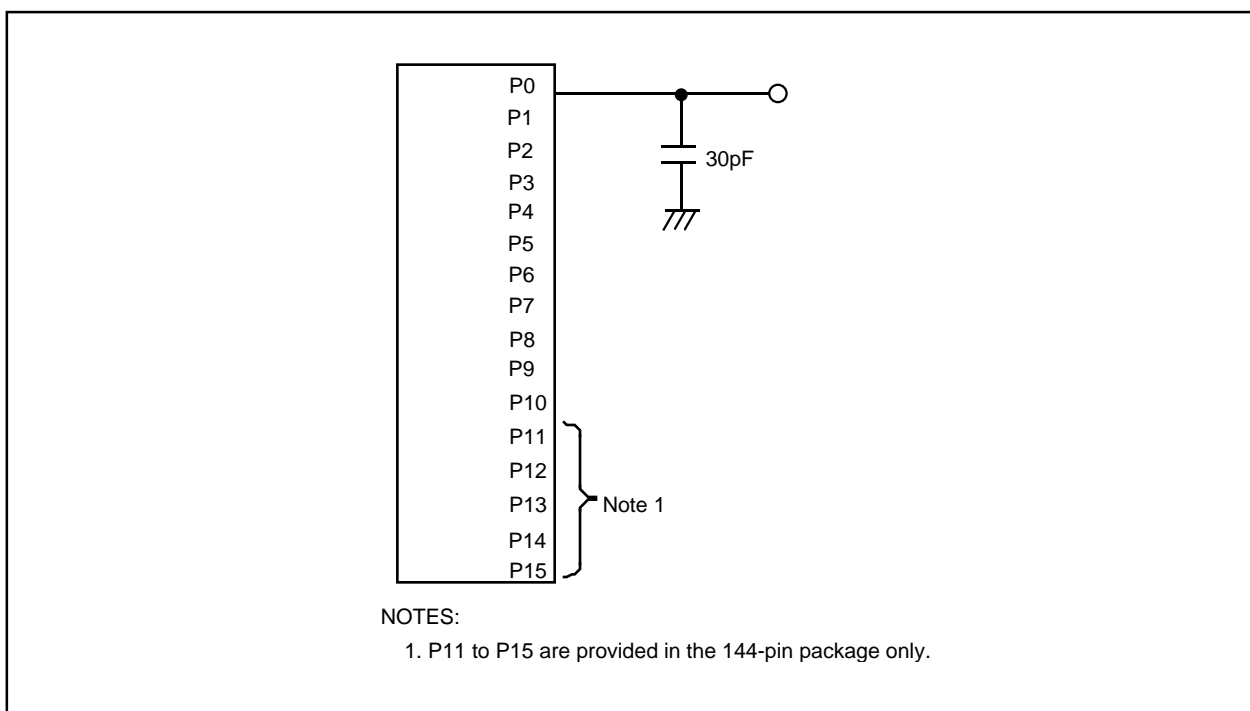 P0
P1
P2
30pF
P3
P4
P5
P6
P7
P8
P9
P10
P11
P12
P13
Note 1
P14
P15
NOTES:
1. P11 to P15 are provided in the 144-pin package only.